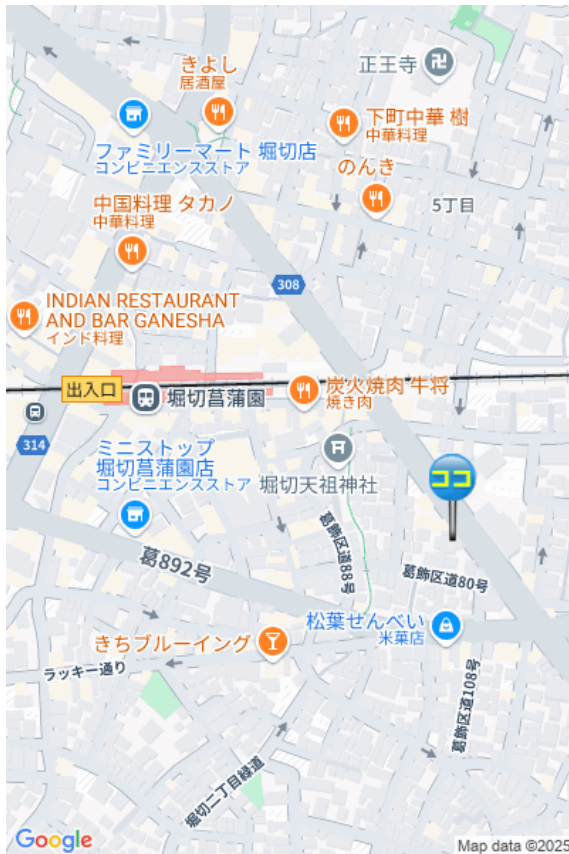 正王寺
きよし
居酒屋
下町中華 樹
中華料理
ファミリーマート 堀切店
コンビニエンスストア
のんき
中国料理 タカノ
中華料理
5丁目
308
INDIAN RESTAURANT
AND BAR GANESHA
インド料理
出入口
堀切菖蒲園
炭火焼肉 牛将
焼き肉
314
ミニストップ
堀切菖蒲園店
コンビニエンスストア
堀切天祖神社
ココ
葛892号
葛飾区道88号
葛飾区道80号
松葉せんべい
米菓店
きちブルーイング
ラッキー通り
葛飾区道108号
堀切二丁目緑道
Google
Map data ©2025